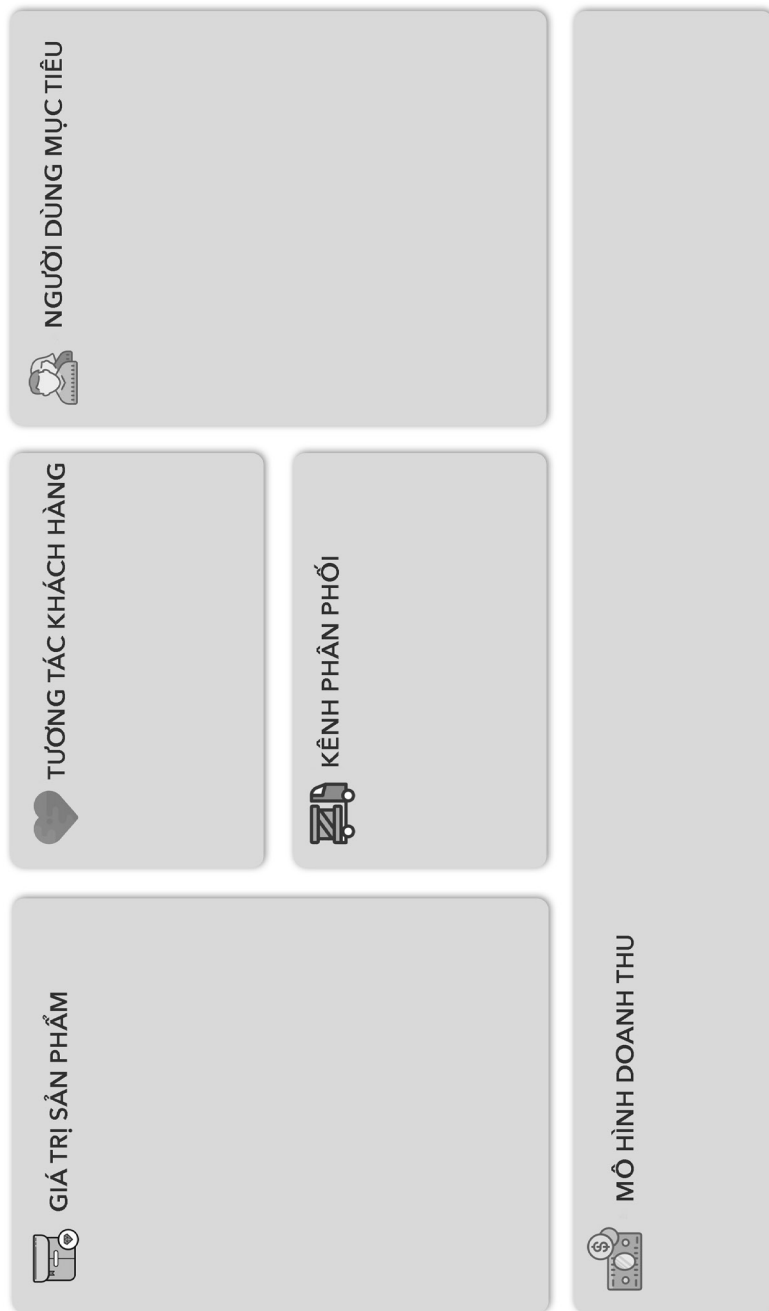 GIÁ TRỊ SẢN PHẨM
TƯƠNG TÁC KHÁCH HÀNG
NGƯỜI DÙNG MỤC TIÊU
KÊNH PHÂN PHỐI
MÔ HÌNH DOANH THU